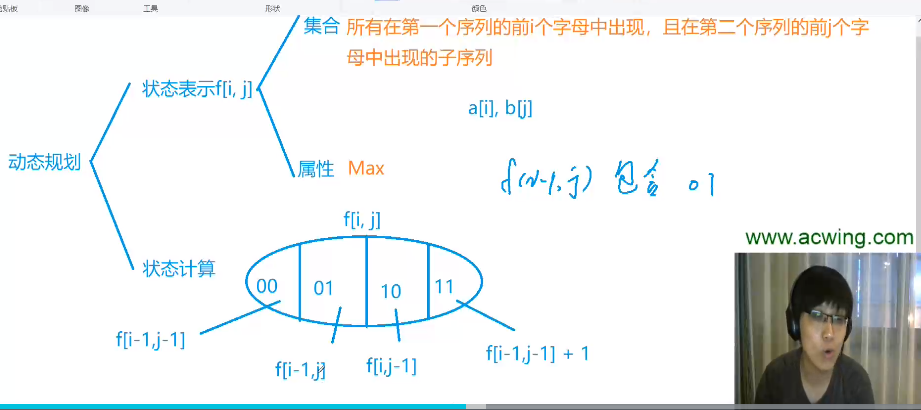 图像
工具
形状
颜色
集合 所有在第一个序列的前i个字母中出现，且在第二个序列的前j个字
母中出现的子序列
状态表示f[i, j]
a[i], b[j]
动态规划
属性 Max
f(i-1, j) 包含 01
f[i, j]
www.acwing.com
状态计算
00 01 10 11
f[i-1,j-1]
f[i-1,j] f[i,j-1] f[i-1,j-1] + 1